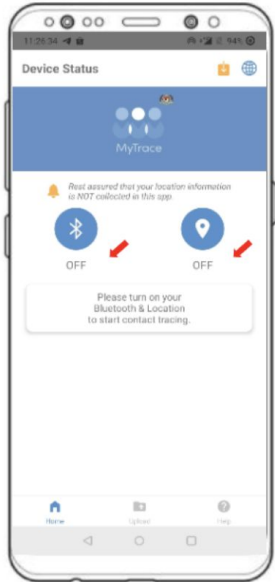 11:26:34
94%
Device Status
MyTrace
Rest assured that your location information
is NOT collected in this app.
OFF
OFF
Please turn on your
Bluetooth & Location
to start contact tracing.
Home
Upload
Help